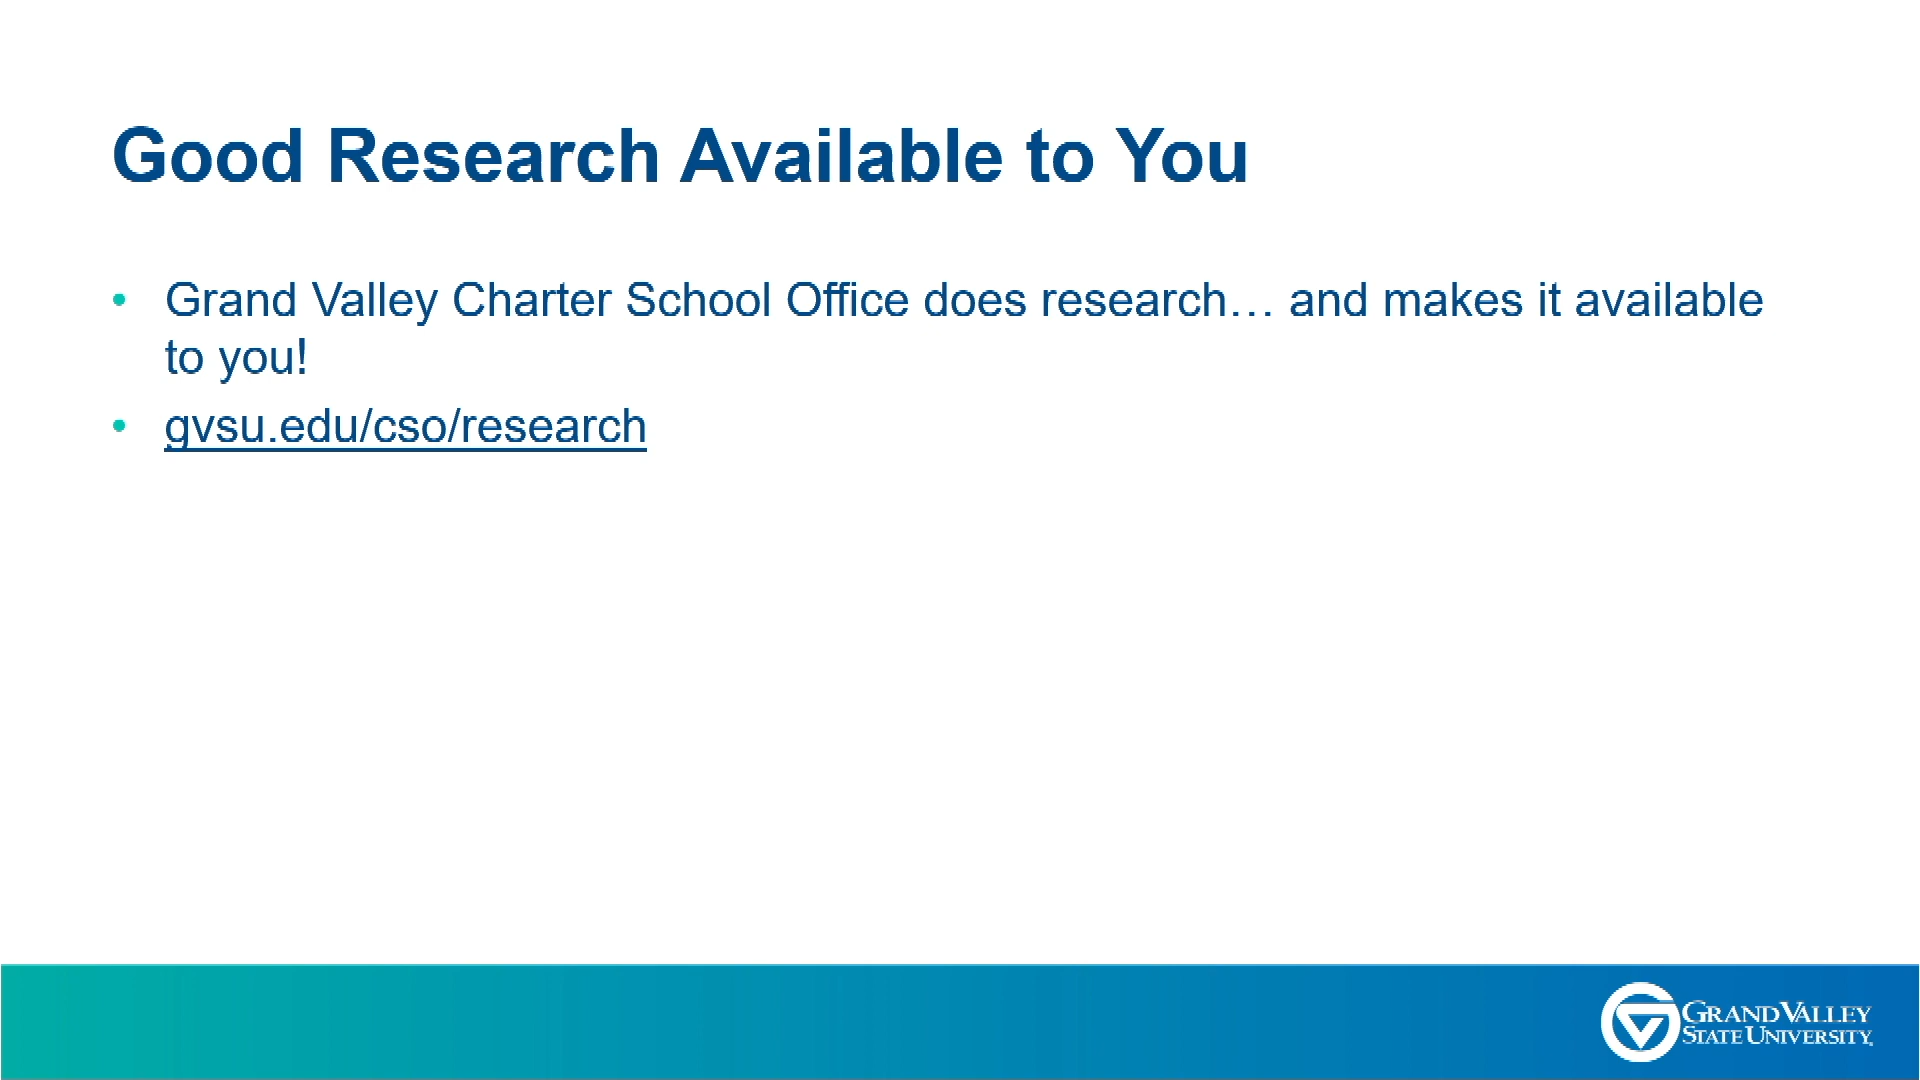 Good Research Available to You
• Grand Valley Charter School Office does research… and makes it available
to you!
• gvsu.edu/cso/research
GRAND VALLEY
STATE UNIVERSITY.